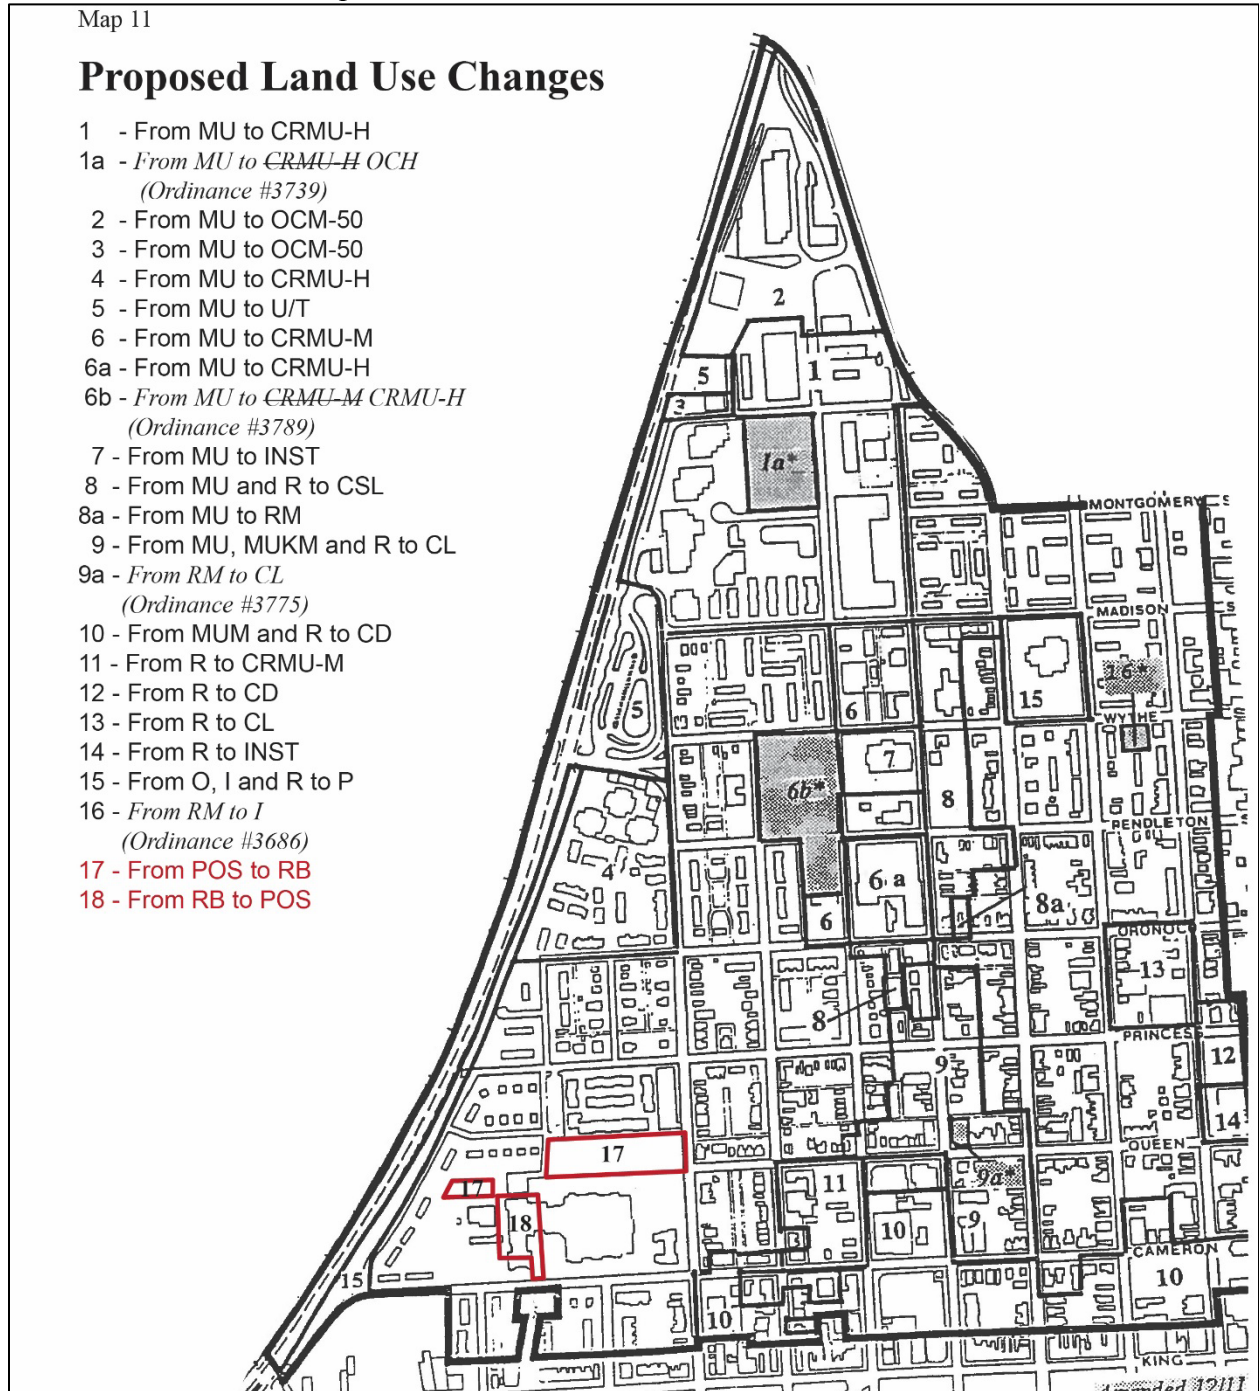 Map 11
Proposed Land Use Changes
1 - From MU to CRMU-H
1a - From MU to CRMU-H OCH
(Ordinance #3739)
2 - From MU to OCM-50
3 - From MU to OCM-50
4 - From MU to CRMU-H
5 - From MU to U/T
6 - From MU to CRMU-M
6a - From MU to CRMU-H
6b - From MU to CRMU-M CRMU-H
(Ordinance #3789)
7 - From MU to INST
8 - From MU and R to CSL
8a - From MU to RM
9 - From MU, MUKM and R to CL
9a - From RM to CL
(Ordinance #3775)
10 - From MUM and R to CD
11 - From R to CRMU-M
12 - From R to CD
13 - From R to CL
14 - From R to INST
15 - From O, I and R to P
16 - From RM to I
(Ordinance #3686)
17 - From POS to RB
18 - From RB to POS
2
1
5
3
1a*
MONTGOMERY
MADISON
16*
15
5
6
WYTHE
7
6b*
8
PENDLETON
4
6a
8a
6
ORONOC
13
8
PRINCES
12
9
14
QUEEN
17
17
9a*
11
18
10
9
CAMERON
15
10
10
KING
Amended 12/11